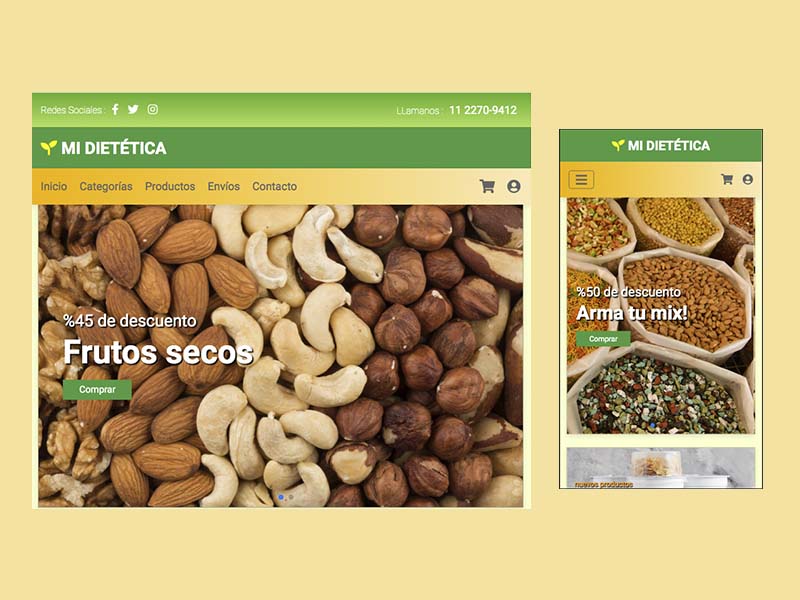 Redes Sociales :
LLamanos : 11 2270-9412
MI DIETÉTICA
Inicio Categorías Productos Envíos Contacto
%45 de descuento
Frutos secos
Comprar
MI DIETÉTICA
%50 de descuento
Arma tu mix!
Comprar
nuevos productos